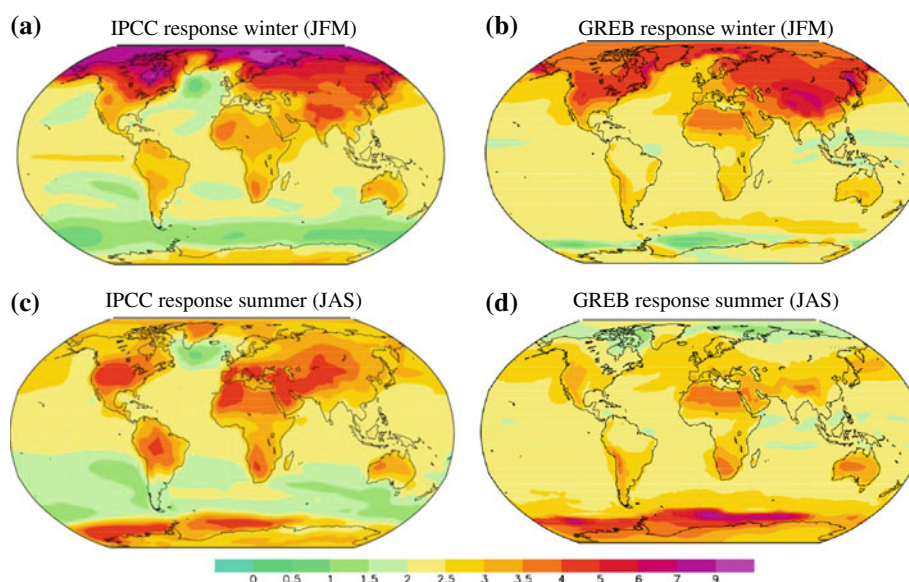 (a) IPCC response winter (JFM)
(b) GREB response winter (JFM)
(c) IPCC response summer (JAS)
(d) GREB response summer (JAS)
0 0.5 1 1.5 2 2.5 3 3.5 4 5 6 7 9